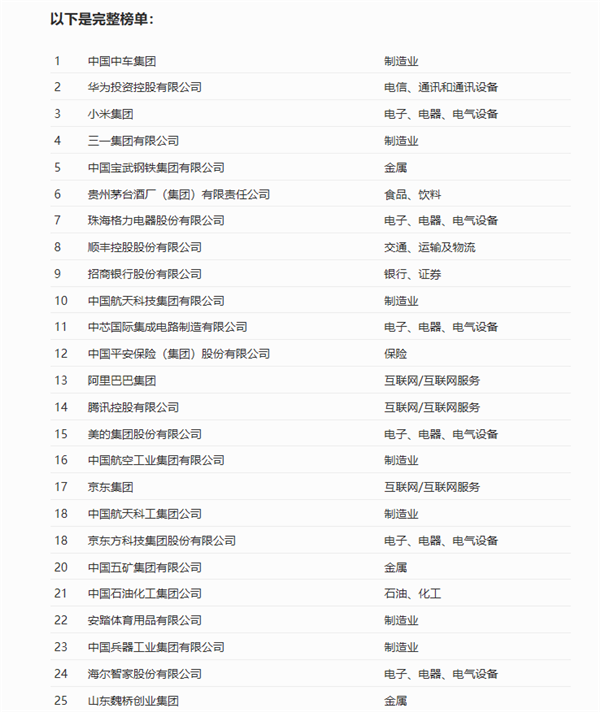 以下是完整榜单：
1 中国中车集团 制造业
2 华为投资控股有限公司 电信、通讯和通讯设备
3 小米集团 电子、电器、电气设备
4 三一集团有限公司 制造业
5 中国宝武钢铁集团有限公司 金属
6 贵州茅台酒厂（集团）有限责任公司 食品、饮料
7 珠海格力电器股份有限公司 电子、电器、电气设备
8 顺丰控股股份有限公司 交通、运输及物流
9 招商银行股份有限公司 银行、证券
10 中国航天科技集团有限公司 制造业
11 中芯国际集成电路制造有限公司 电子、电器、电气设备
12 中国平安保险（集团）股份有限公司 保险
13 阿里巴巴集团 互联网/互联网服务
14 腾讯控股有限公司 互联网/互联网服务
15 美的集团股份有限公司 电子、电器、电气设备
16 中国航空工业集团有限公司 制造业
17 京东集团 互联网/互联网服务
18 中国航天科工集团公司 制造业
18 京东方科技集团股份有限公司 电子、电器、电气设备
20 中国五矿集团有限公司 金属
21 中国石油化工集团公司 石油、化工
22 安踏体育用品有限公司 制造业
23 中国兵器工业集团有限公司 制造业
24 海尔智家股份有限公司 电子、电器、电气设备
25 山东魏桥创业集团 金属